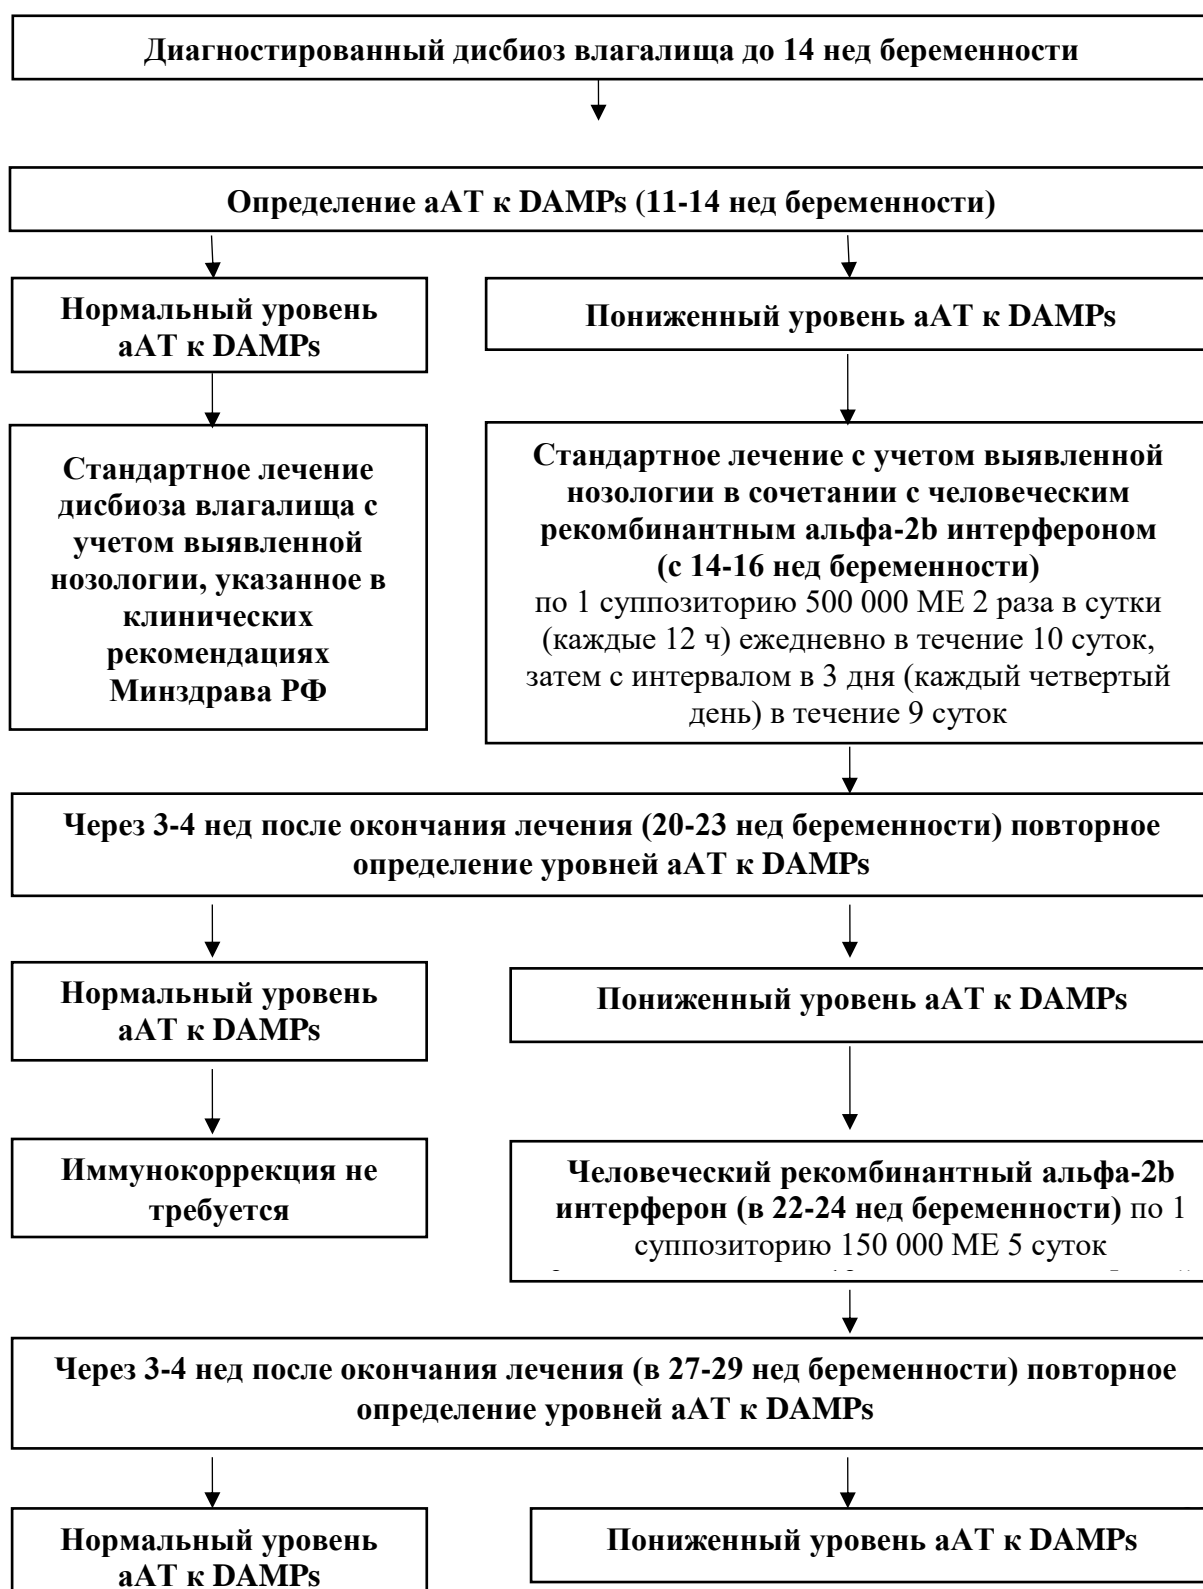 Диагностированный дисбиоз влагалища до 14 нед беременности
Определение аАТ к DAMPs (11-14 нед беременности)
Нормальный уровень
аАТ к DAMPs
Пониженный уровень аАТ к DAMPs
Стандартное лечение
дисбиоза влагалища с
учетом выявленной
нозологии, указанное в
клинических
рекомендациях
Минздрава РФ
Стандартное лечение с учетом выявленной
нозологии в сочетании с человеческим
рекомбинантным альфа-2b интерфероном
(с 14-16 нед беременности)
по 1 суппозиторию 500 000 МЕ 2 раза в сутки
(каждые 12 ч) ежедневно в течение 10 суток,
затем с интервалом в 3 дня (каждый четвертый
день) в течение 9 суток
Через 3-4 нед после окончания лечения (20-23 нед беременности) повторное
определение уровней аАТ к DAMPs
Нормальный уровень
аАТ к DAMPs
Пониженный уровень аАТ к DAMPs
Иммунокоррекция не
требуется
Человеческий рекомбинантный альфа-2b
интерферон (в 22-24 нед беременности) по 1
суппозиторию 150 000 МЕ 5 суток
Через 3-4 нед после окончания лечения (в 27-29 нед беременности) повторное
определение уровней аАТ к DAMPs
Нормальный уровень
аАТ к DAMPs
Пониженный уровень аАТ к DAMPs